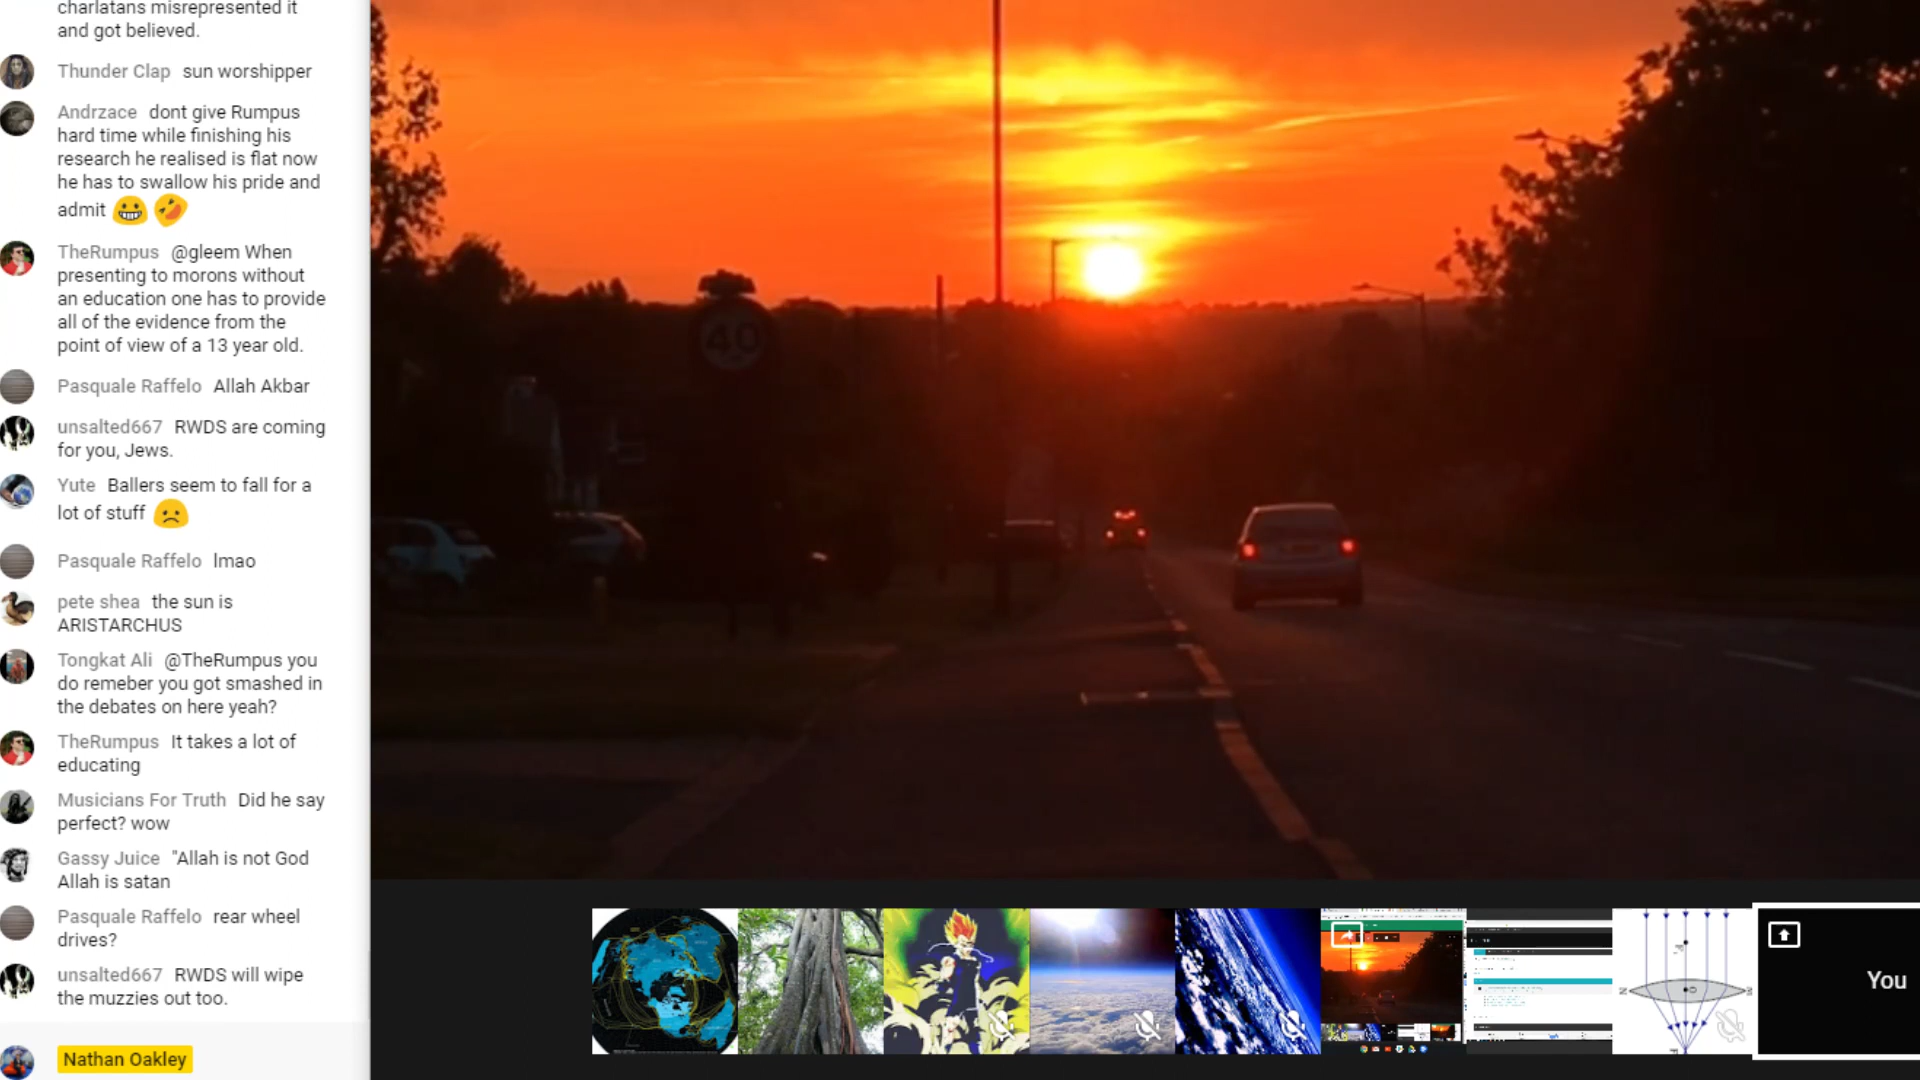 charlatans misrepresented it
and got believed.
Thunder Clap sun worshipper
Andrzace dont give Rumpus
hard time while finishing his
research he realised is flat now
he has to swallow his pride and
admit 😀 🤣
TheRumpus @gleem When
presenting to morons without
an education one has to provide
all of the evidence from the
point of view of a 13 year old.
Pasquale Raffelo Allah Akbar
unsalted667 RWDS are coming
for you, Jews.
Yute Ballers seem to fall for a
lot of stuff ☹️
Pasquale Raffelo lmao
pete shea the sun is
ARISTARCHUS
Tongkat Ali @TheRumpus you
do remeber you got smashed in
the debates on here yeah?
TheRumpus It takes a lot of
educating
Musicians For Truth Did he say
perfect? wow
Gassy Juice "Allah is not God
Allah is satan
Pasquale Raffelo rear wheel
drives?
unsalted667 RWDS will wipe
the muzzies out too.
Nathan Oakley
40
You